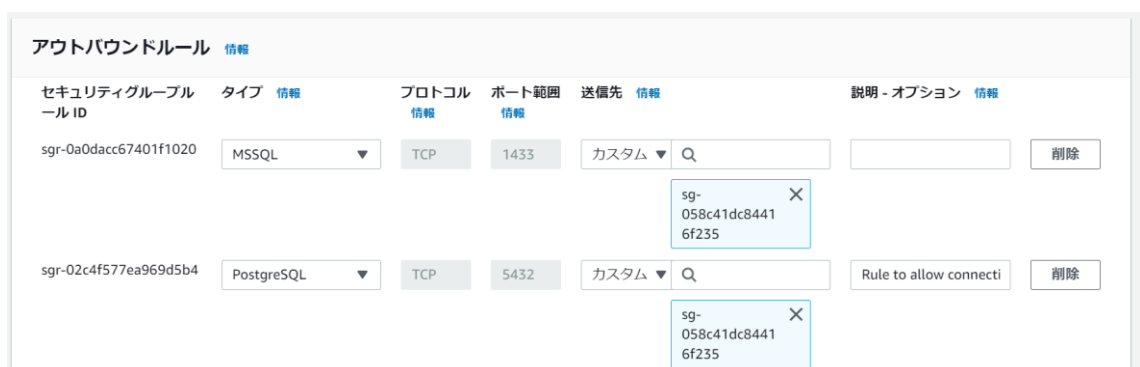 アウトバウンドルール 情報
セキュリティグループル タイプ 情報 プロトコル ポート範囲 送信先 情報 説明 - オプション 情報
ール ID 情報 情報
sgr-0a0dacc67401f1020 MSSQL TCP 1433 カスタム 削除
sg-
058c41dc8441
6f235
sgr-02c4f577ea969d5b4 PostgreSQL TCP 5432 カスタム Rule to allow connecti 削除
sg-
058c41dc8441
6f235